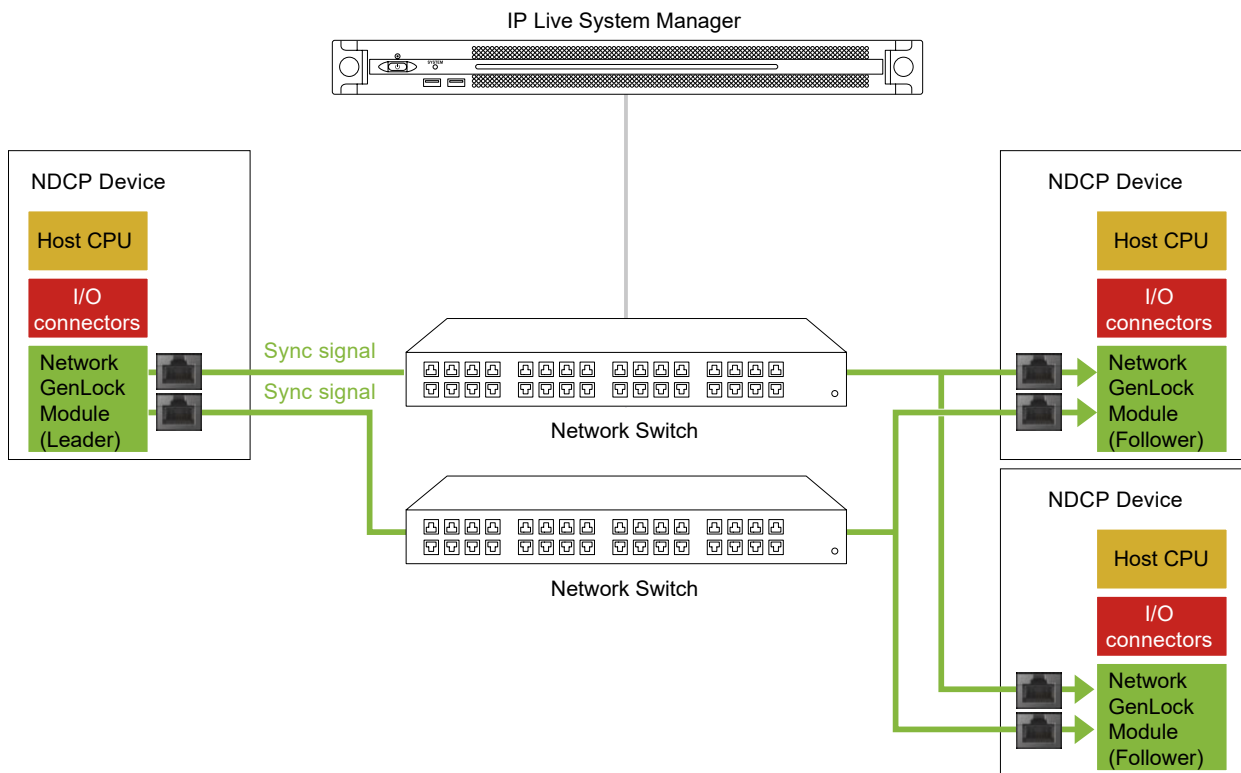 IP Live System Manager
SYSTEM
NDCP Device
Host CPU
I/O
connectors
Network
GenLock
Module
(Leader)
Sync signal
Sync signal
Network Switch
Network Switch
NDCP Device
Host CPU
I/O
connectors
Network
GenLock
Module
(Follower)
NDCP Device
Host CPU
I/O
connectors
Network
GenLock
Module
(Follower)